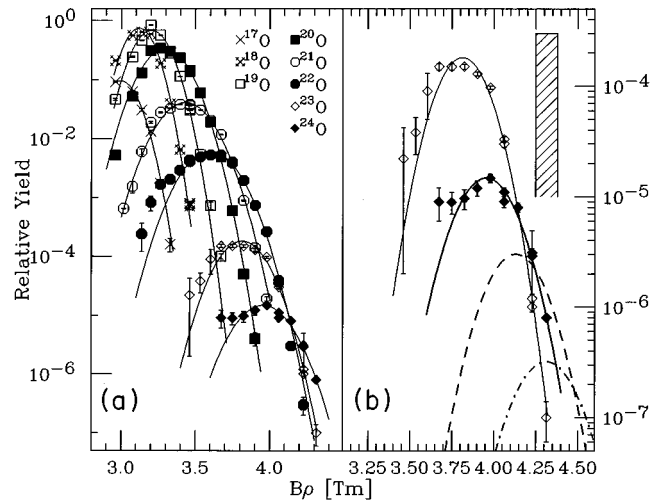 10⁰
10⁻²
10⁻⁴
10⁻⁶
Relative Yield
¹⁷O
¹⁸O
¹⁹O
²⁰O
²¹O
²²O
²³O
²⁴O
(a)
(b)
10⁻⁴
10⁻⁵
10⁻⁶
10⁻⁷
3.0 3.5 4.0
3.25 3.50 3.75 4.00 4.25 4.50
Bρ [Tm]